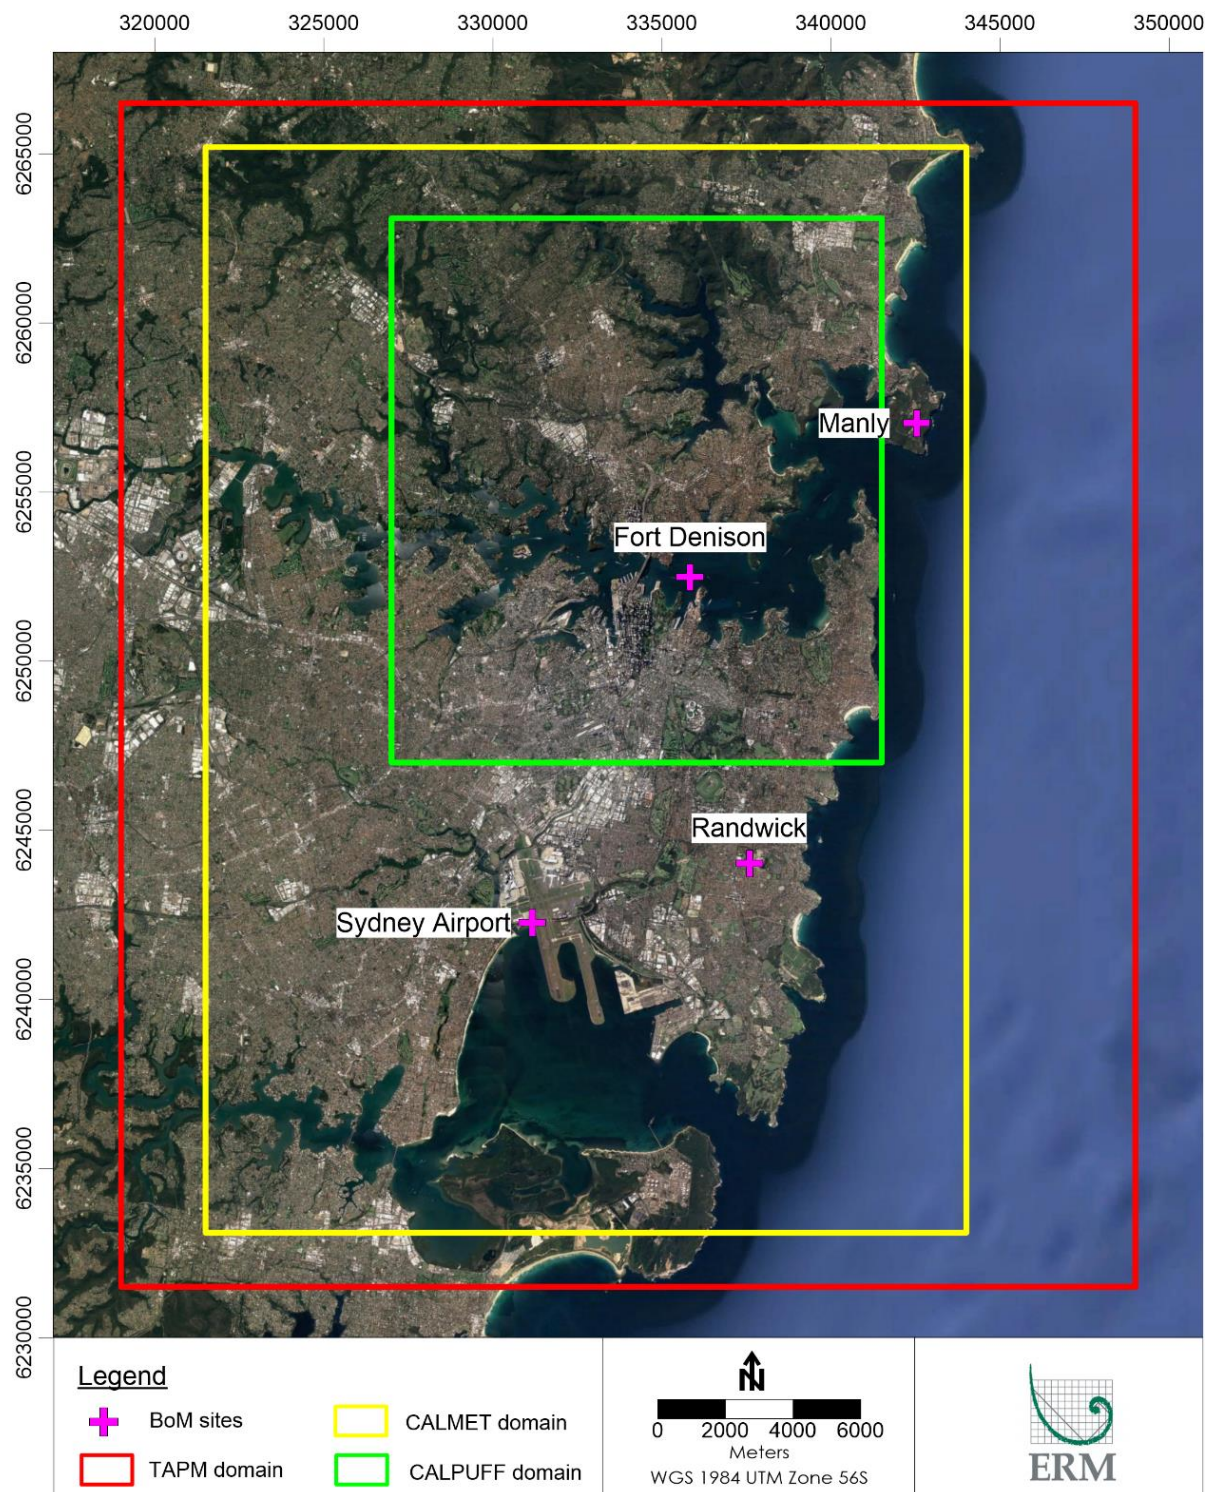 320000 325000 330000 335000 340000 345000 350000
6265000
6260000
6255000
6250000
6245000
6240000
6235000
6230000
Manly
Fort Denison
Randwick
Sydney Airport
Legend
BoM sites
TAPM domain
CALMET domain
CALPUFF domain
N
0 2000 4000 6000
Meters
WGS 1984 UTM Zone 56S
ERM